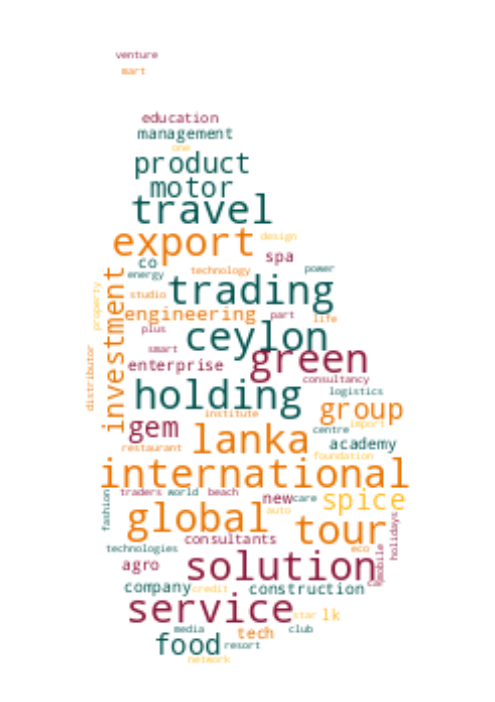 venture
mart
education
management
one
product
motor
travel
export
design
co
spa
energy
technology
power
trading
investment
property
studio
engineering
part
life
plus
ceylon
smart
green
enterprise
consultancy
distributor
holding
logistics
institute
group
gem
lanka
centre
import
academy
restaurant
foundation
international
traders
world
beach
new
care
spice
fashion
global
auto
tour
holidays
consultants
technologies
eco
mobile
agro
solution
company
credit
construction
service
star
lk
media
tech
club
food
resort
network